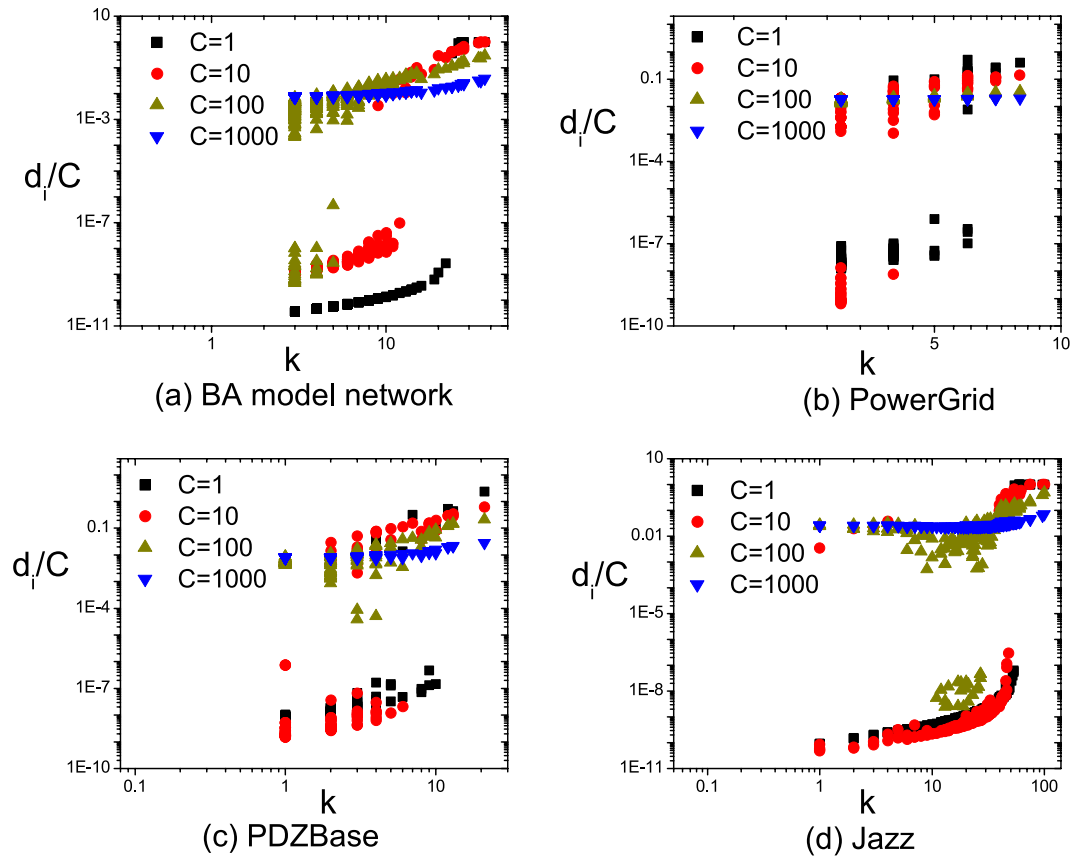 C=1
C=10
C=100
C=1000
1E-3
1E-7
1E-11
d_i/C
1
10
k
(a) BA model network
C=1
C=10
C=100
C=1000
0.1
1E-4
1E-7
1E-10
d_i/C
5
10
k
(b) PowerGrid
C=1
C=10
C=100
C=1000
0.1
1E-4
1E-7
1E-10
d_i/C
0.1
1
10
k
(c) PDZBase
C=1
C=10
C=100
C=1000
10
0.01
1E-5
1E-8
1E-11
d_i/C
0.1
1
10
100
k
(d) Jazz